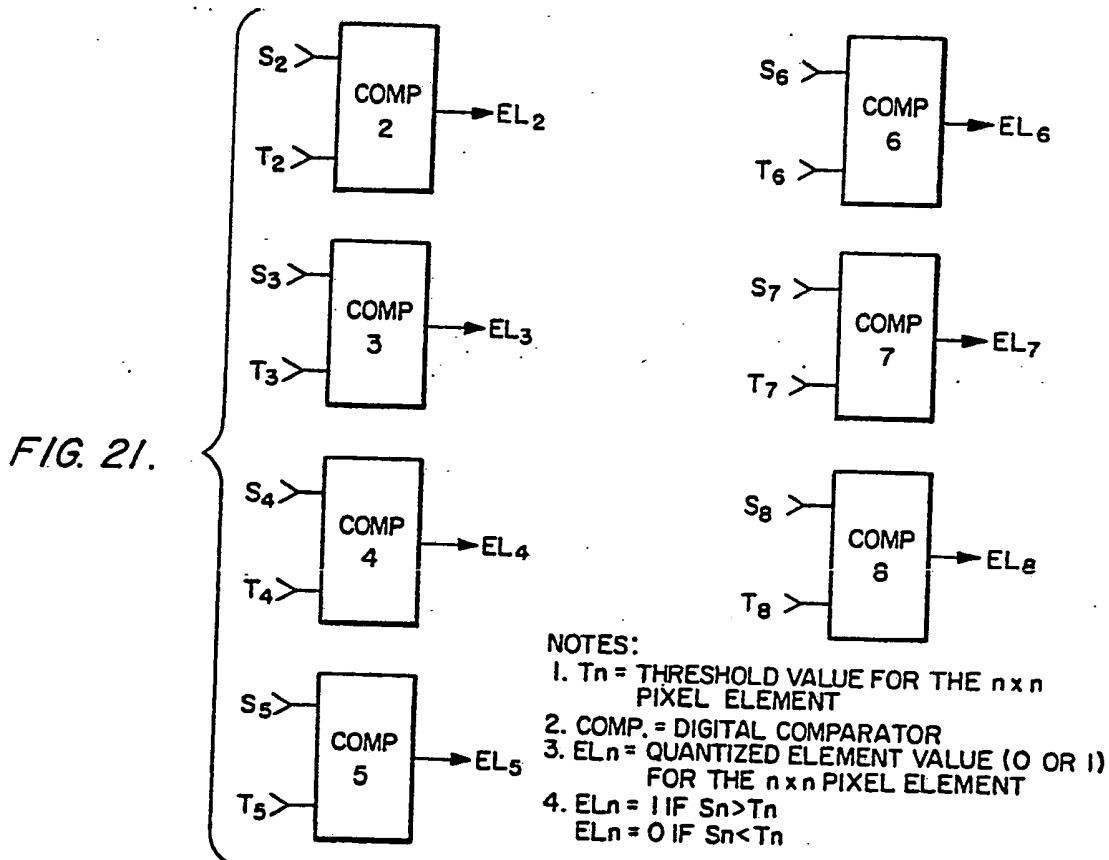 FIG. 21.
S2
T2
COMP
2
EL2
S3
T3
COMP
3
EL3
S4
T4
COMP
4
EL4
S5
T5
COMP
5
EL5
S6
T6
COMP
6
EL6
S7
T7
COMP
7
EL7
S8
T8
COMP
8
EL8
NOTES:
1. Tn = THRESHOLD VALUE FOR THE n x n
PIXEL ELEMENT
2. COMP. = DIGITAL COMPARATOR
3. ELn = QUANTIZED ELEMENT VALUE (0 OR 1)
FOR THE n x n PIXEL ELEMENT
4. ELn = 1 IF Sn>Tn
ELn = 0 IF Sn<Tn